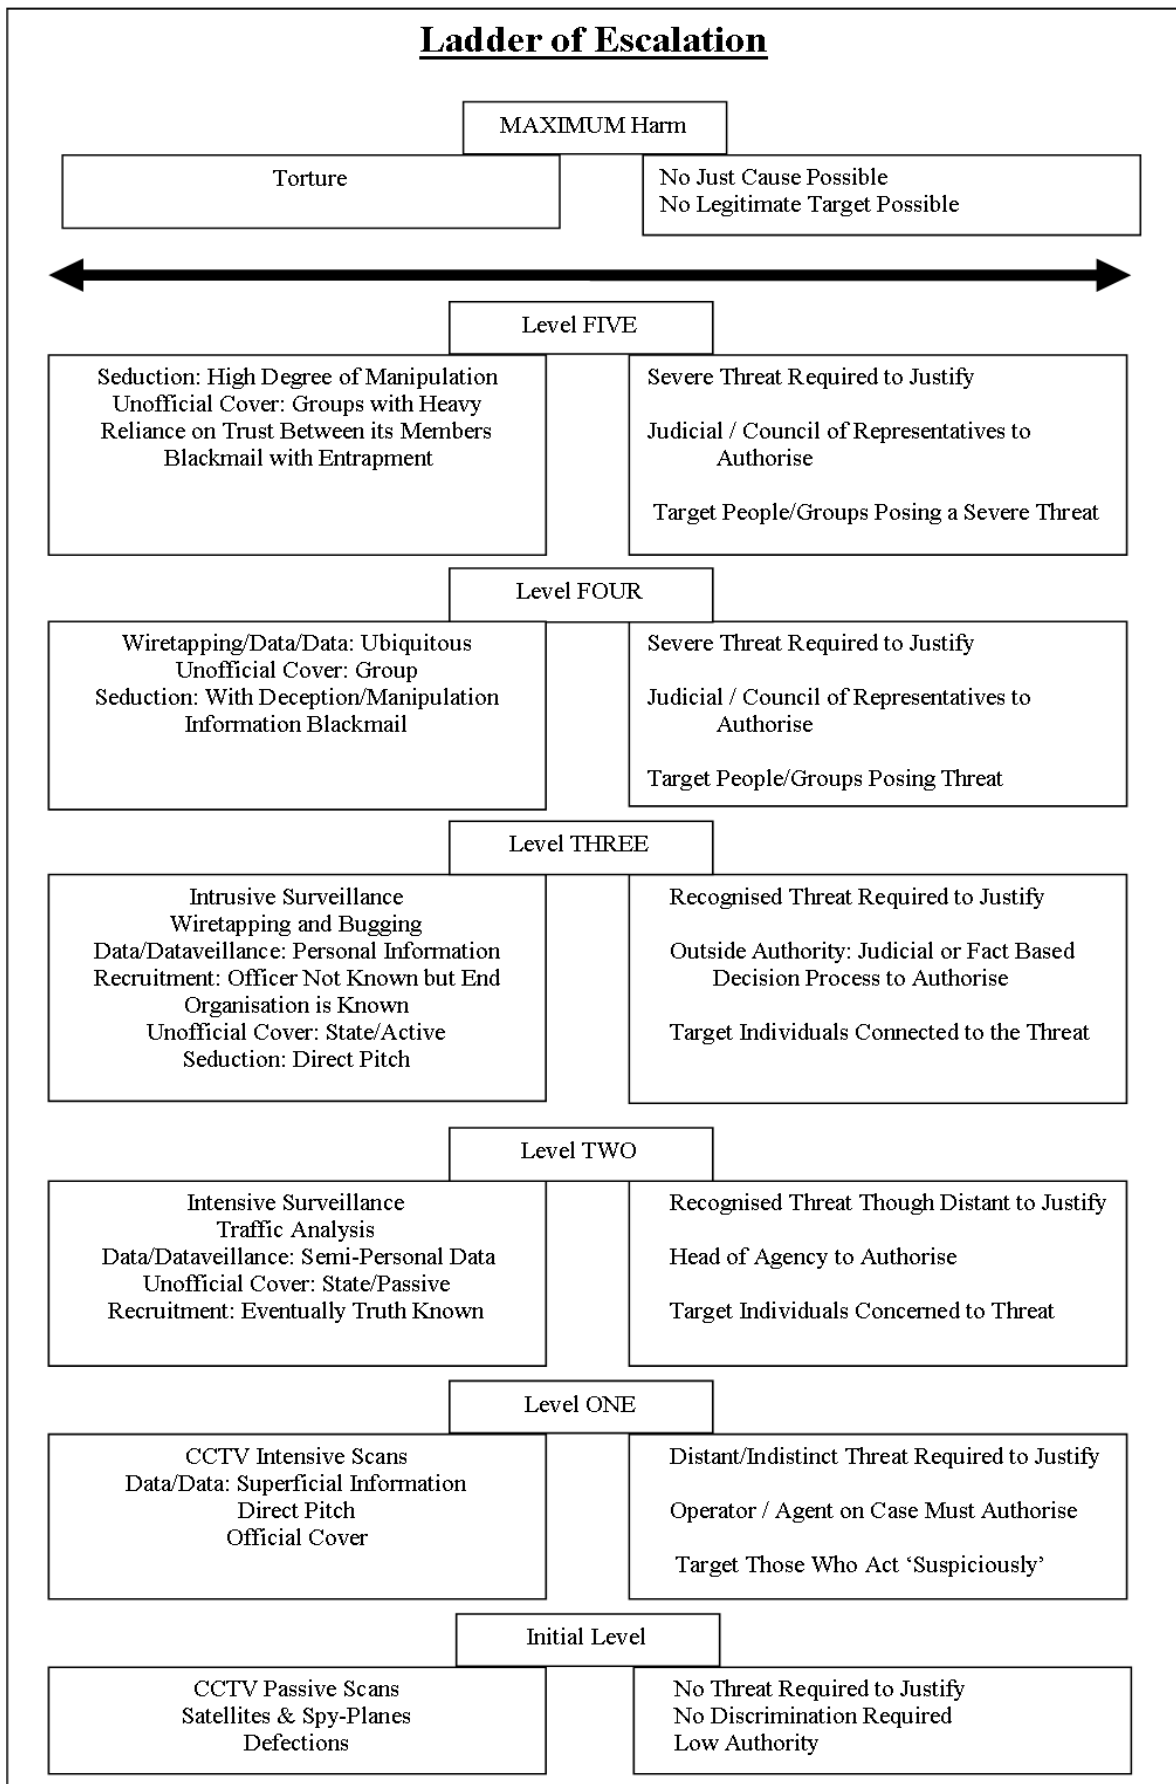 Ladder of Escalation
MAXIMUM Harm
Torture
No Just Cause Possible
No Legitimate Target Possible
Level FIVE
Seduction: High Degree of Manipulation
Unofficial Cover: Groups with Heavy
Reliance on Trust Between its Members
Blackmail with Entrapment
Severe Threat Required to Justify
Judicial / Council of Representatives to
Authorise
Target People/Groups Posing a Severe Threat
Level FOUR
Wiretapping/Data/Data: Ubiquitous
Unofficial Cover: Group
Seduction: With Deception/Manipulation
Information Blackmail
Severe Threat Required to Justify
Judicial / Council of Representatives to
Authorise
Target People/Groups Posing Threat
Level THREE
Intrusive Surveillance
Wiretapping and Bugging
Data/Dataveillance: Personal Information
Recruitment: Officer Not Known but End
Organisation is Known
Unofficial Cover: State/Active
Seduction: Direct Pitch
Recognised Threat Required to Justify
Outside Authority: Judicial or Fact Based
Decision Process to Authorise
Target Individuals Connected to the Threat
Level TWO
Intensive Surveillance
Traffic Analysis
Data/Dataveillance: Semi-Personal Data
Unofficial Cover: State/Passive
Recruitment: Eventually Truth Known
Recognised Threat Though Distant to Justify
Head of Agency to Authorise
Target Individuals Concerned to Threat
Level ONE
CCTV Intensive Scans
Data/Data: Superficial Information
Direct Pitch
Official Cover
Distant/Indistinct Threat Required to Justify
Operator / Agent on Case Must Authorise
Target Those Who Act ‘Suspiciously’
Initial Level
CCTV Passive Scans
Satellites & Spy-Planes
Defections
No Threat Required to Justify
No Discrimination Required
Low Authority